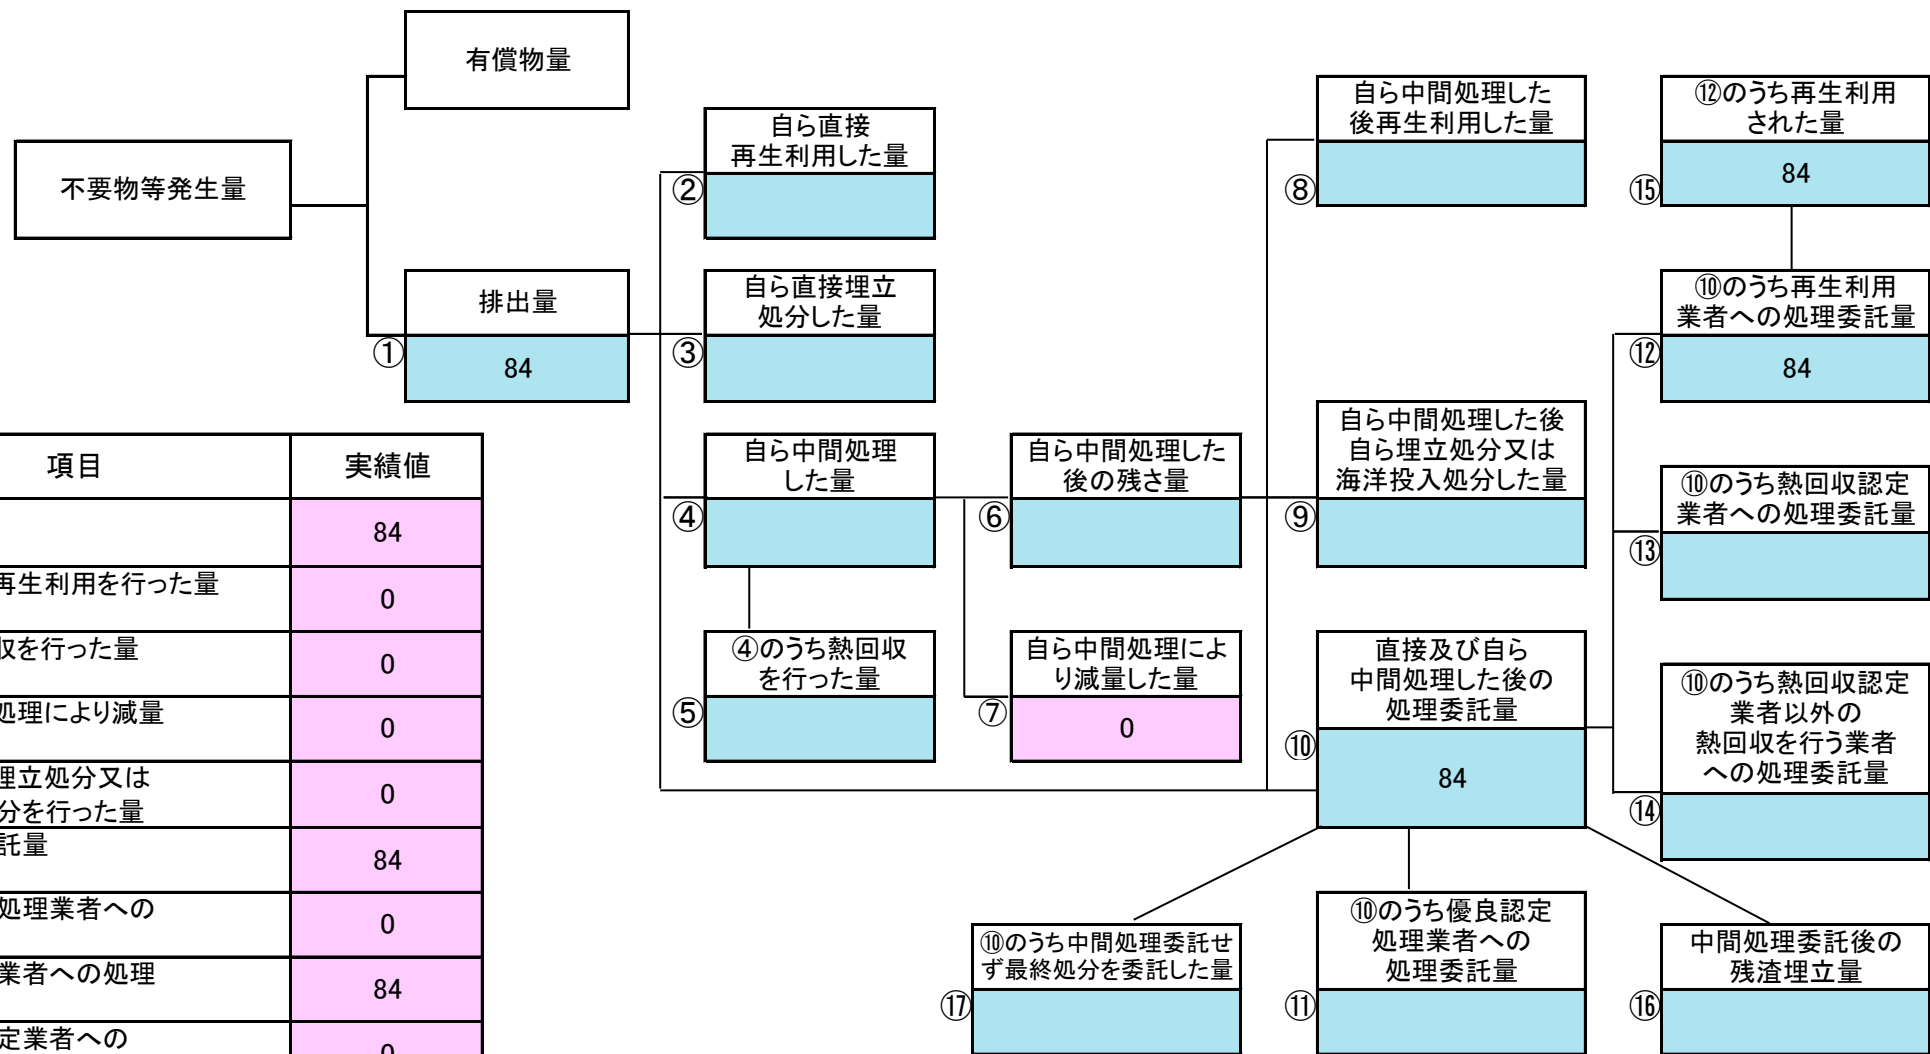 有償物量
不要物等発生量
排出量
①
84
自ら直接
再生利用した量
②
自ら直接埋立
処分した量
③
自ら中間処理
した量
④
④のうち熱回収
を行った量
⑤
自ら中間処理した
後の残さ量
⑥
自ら中間処理によ
り減量した量
⑦
0
自ら中間処理した
後再生利用した量
⑧
自ら中間処理した後
自ら埋立処分又は
海洋投入処分した量
⑨
直接及び自ら
中間処理した後の
処理委託量
⑩
84
⑫のうち再生利用
された量
⑮
84
⑩のうち再生利用
業者への処理委託量
⑫
84
⑩のうち熱回収認定
業者への処理委託量
⑬
⑩のうち熱回収認定
業者以外の
熱回収を行う業者
への処理委託量
⑭
⑩のうち中間処理委託せ
ず最終処分を委託した量
⑰
⑩のうち優良認定
処理業者への
処理委託量
⑪
中間処理委託後の
残渣埋立量
⑯
項目 実績値
84
再生利用を行った量
0
収を行った量
0
処理により減量
0
埋立処分又は
分を行った量
0
託量
84
処理業者への
0
業者への処理
84
定業者への
0